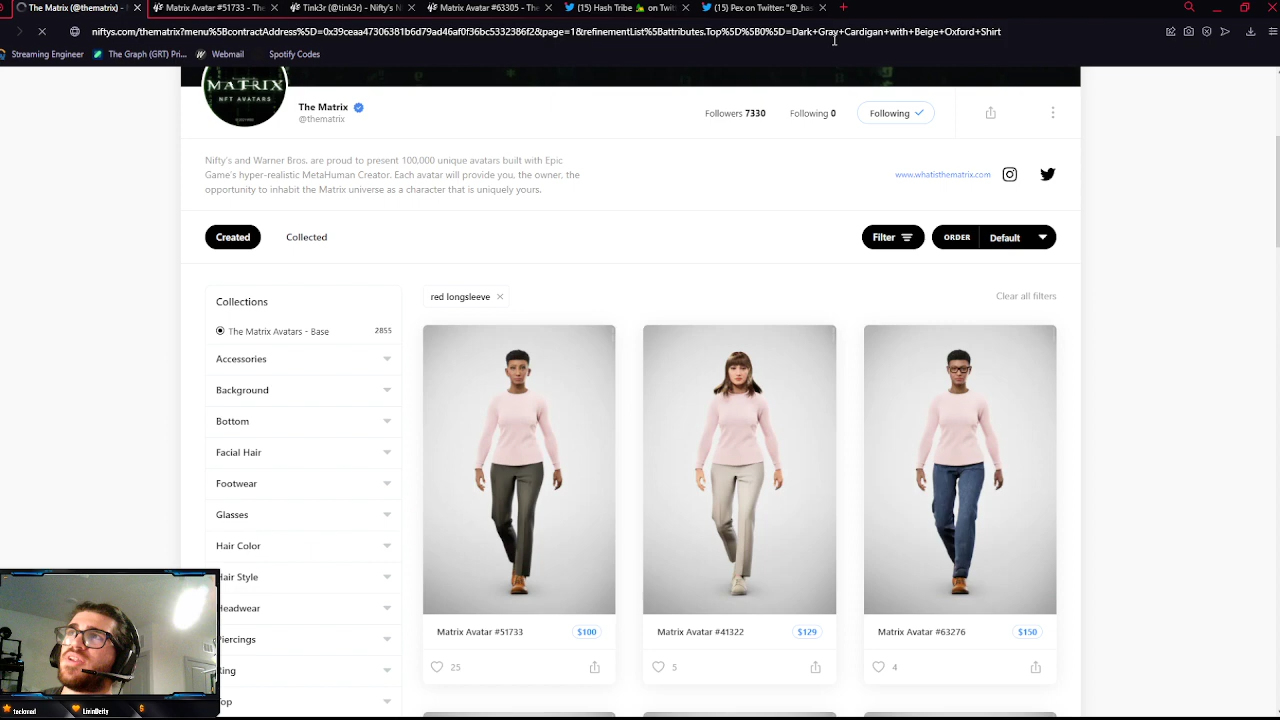 The Matrix (@thematrix) -
Matrix Avatar #51733 - The
Tink3r (@tink3r) - Nifty's N
Matrix Avatar #63305 - The
(15) Hash Tribe on Twitt
(15) Pex on Twitter: "@_has
niftys.com/thematrix?menu%5BcontractAddress%5D=0x39ceaa47306381b6d79ad46af0f36bc5332386f2&page=1&refinementList%5Battributes.Top%5D%5B0%5D=Dark+Gray+Cardigan+with+Beige+Oxford+Shirt
Streaming Engineer
The Graph (GRT) Pri...
Webmail
Spotify Codes
MATRIX
NFT AVATARS
The Matrix
@thematrix
Followers 7330
Following 0
Following
Nifty's and Warner Bros. are proud to present 100,000 unique avatars built with Epic
Game's hyper-realistic MetaHuman Creator. Each avatar will provide you, the owner, the
opportunity to inhabit the Matrix universe as a character that is uniquely yours.
www.whatisthematrix.com
Created
Collected
Filter
ORDER
Default
Collections
The Matrix Avatars - Base 2855
Accessories
Background
Bottom
Facial Hair
Footwear
Glasses
Hair Color
Hair Style
Headwear
Piercings
Ring
Top
red longsleeve
Clear all filters
Matrix Avatar #51733 $100
25
Matrix Avatar #41322 $129
5
Matrix Avatar #63276 $150
4